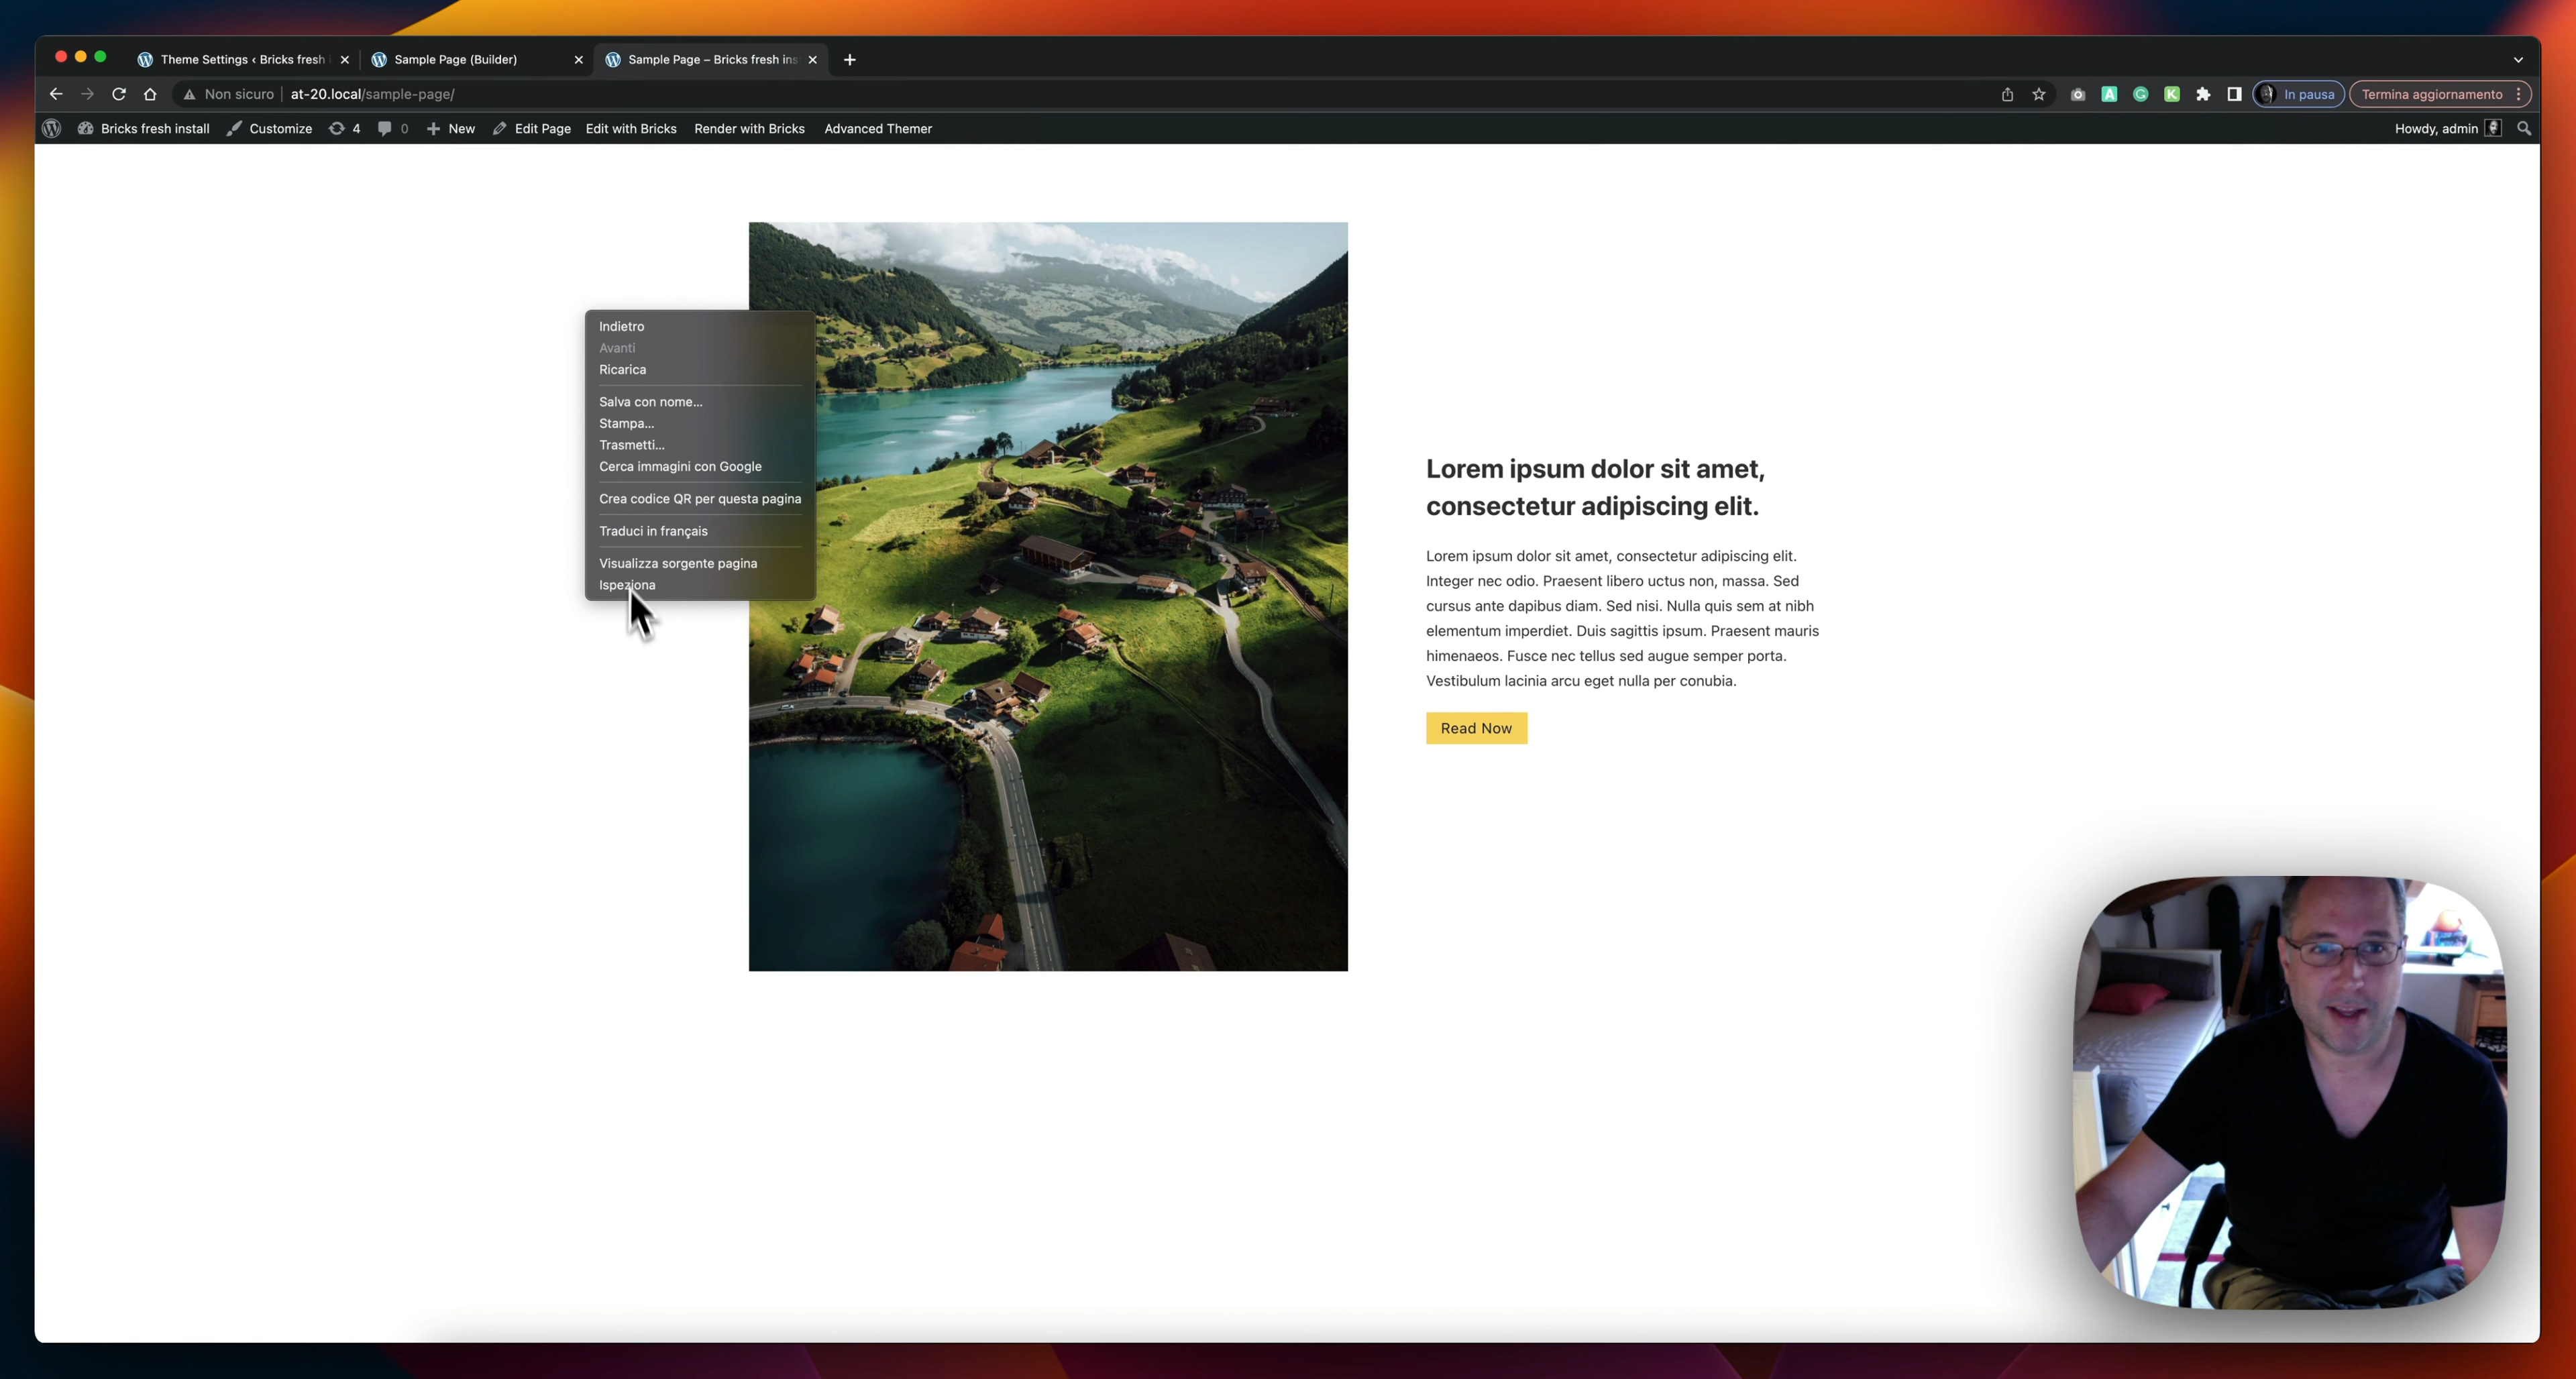 Theme Settings ‹ Bricks fresh
Sample Page (Builder)
Sample Page – Bricks fresh ins
Non sicuro
at-20.local/sample-page/
In pausa
Termina aggiornamento
Bricks fresh install
Customize
4
0
New
Edit Page
Edit with Bricks
Render with Bricks
Advanced Themer
Howdy, admin
Indietro
Avanti
Ricarica
Salva con nome...
Stampa...
Trasmetti...
Cerca immagini con Google
Crea codice QR per questa pagina
Traduci in français
Visualizza sorgente pagina
Ispeziona
Lorem ipsum dolor sit amet,
consectetur adipiscing elit.
Lorem ipsum dolor sit amet, consectetur adipiscing elit.
Integer nec odio. Praesent libero uctus non, massa. Sed
cursus ante dapibus diam. Sed nisi. Nulla quis sem at nibh
elementum imperdiet. Duis sagittis ipsum. Praesent mauris
himenaeos. Fusce nec tellus sed augue semper porta.
Vestibulum lacinia arcu eget nulla per conubia.
Read Now